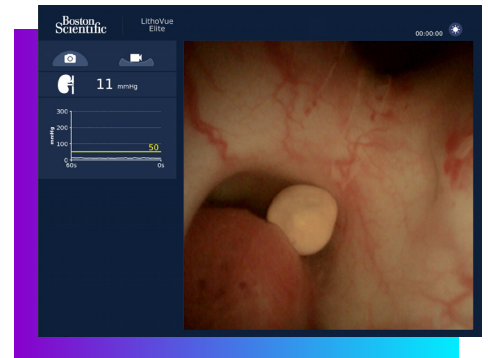 Boston
Scientific
LithoVue
Elite
00:00:00
11 mmHg
300
200
100
0
mmHg
50
60s
0s